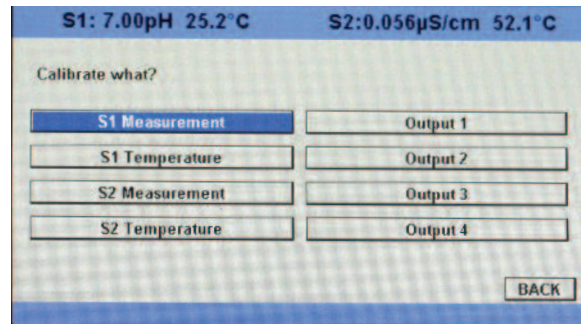 S1: 7.00pH 25.2°C S2:0.056µS/cm 52.1°C
Calibrate what?
S1 Measurement Output 1
S1 Temperature Output 2
S2 Measurement Output 3
S2 Temperature Output 4
BACK